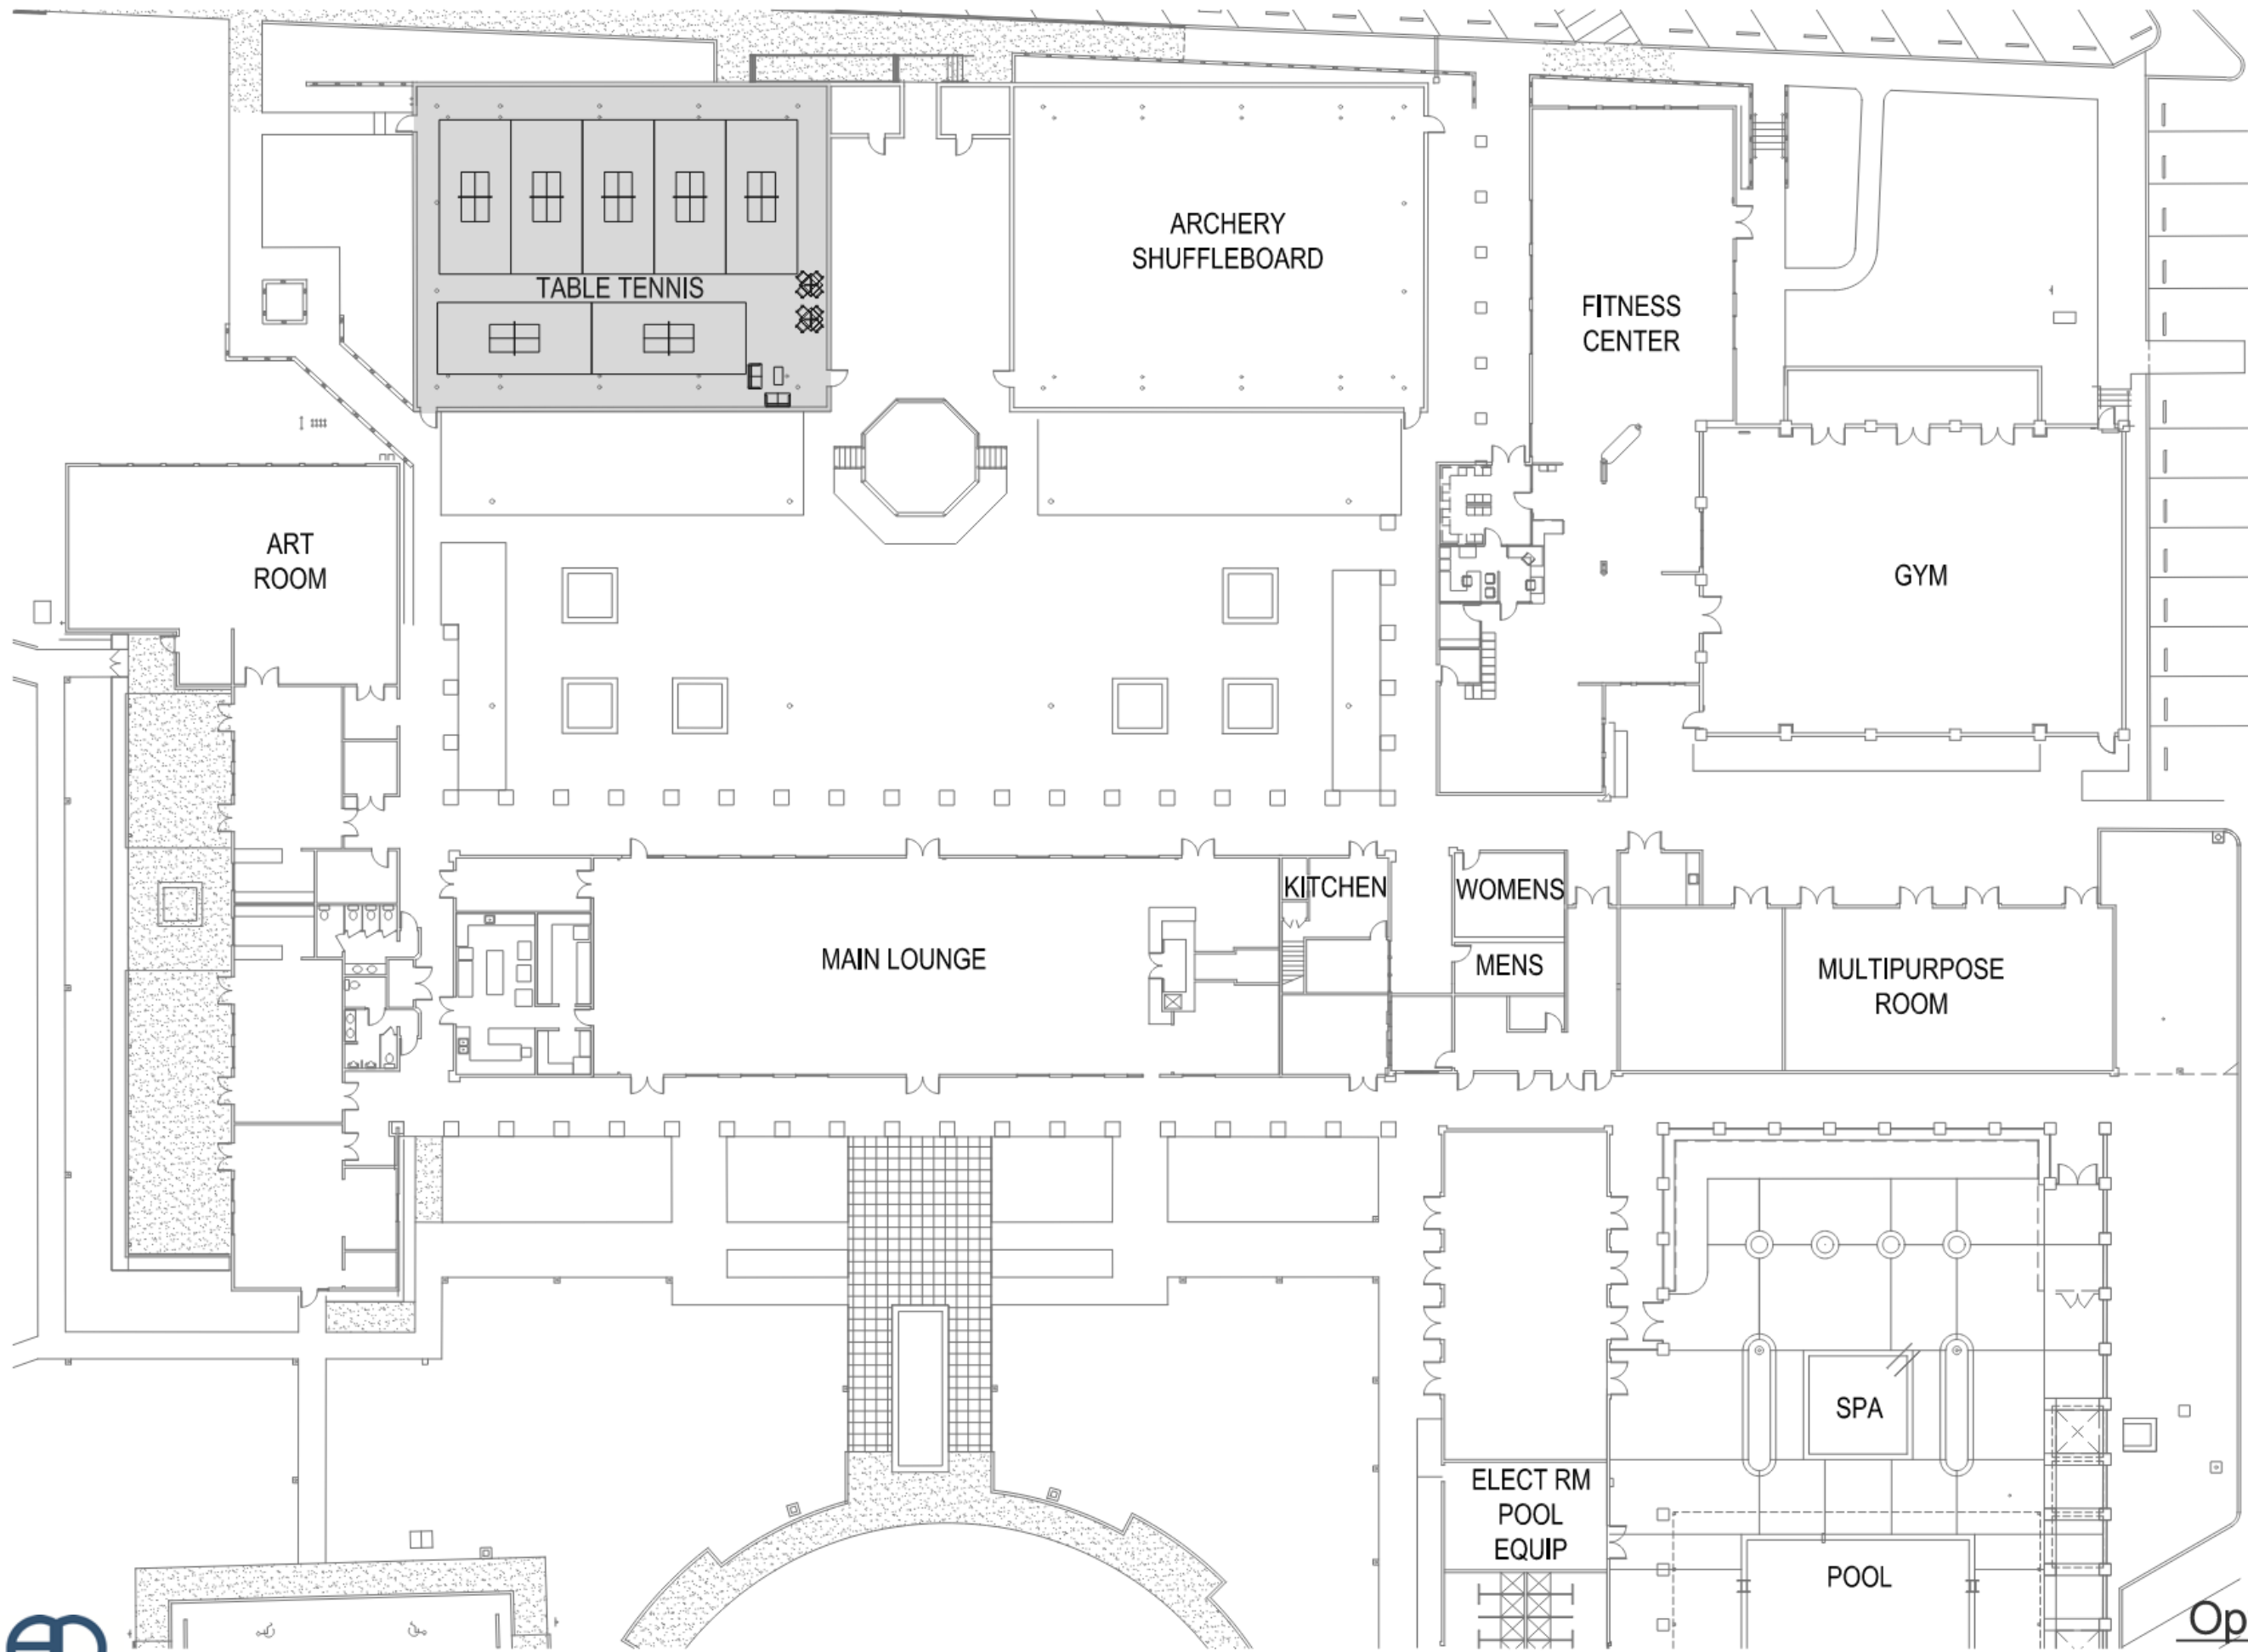 ARCHERY
SHUFFLEBOARD
TABLE TENNIS
FITNESS
CENTER
ART
ROOM
GYM
KITCHEN
WOMENS
MAIN LOUNGE
MENS
MULTIPURPOSE
ROOM
SPA
ELECT RM
POOL
EQUIP
POOL
Op